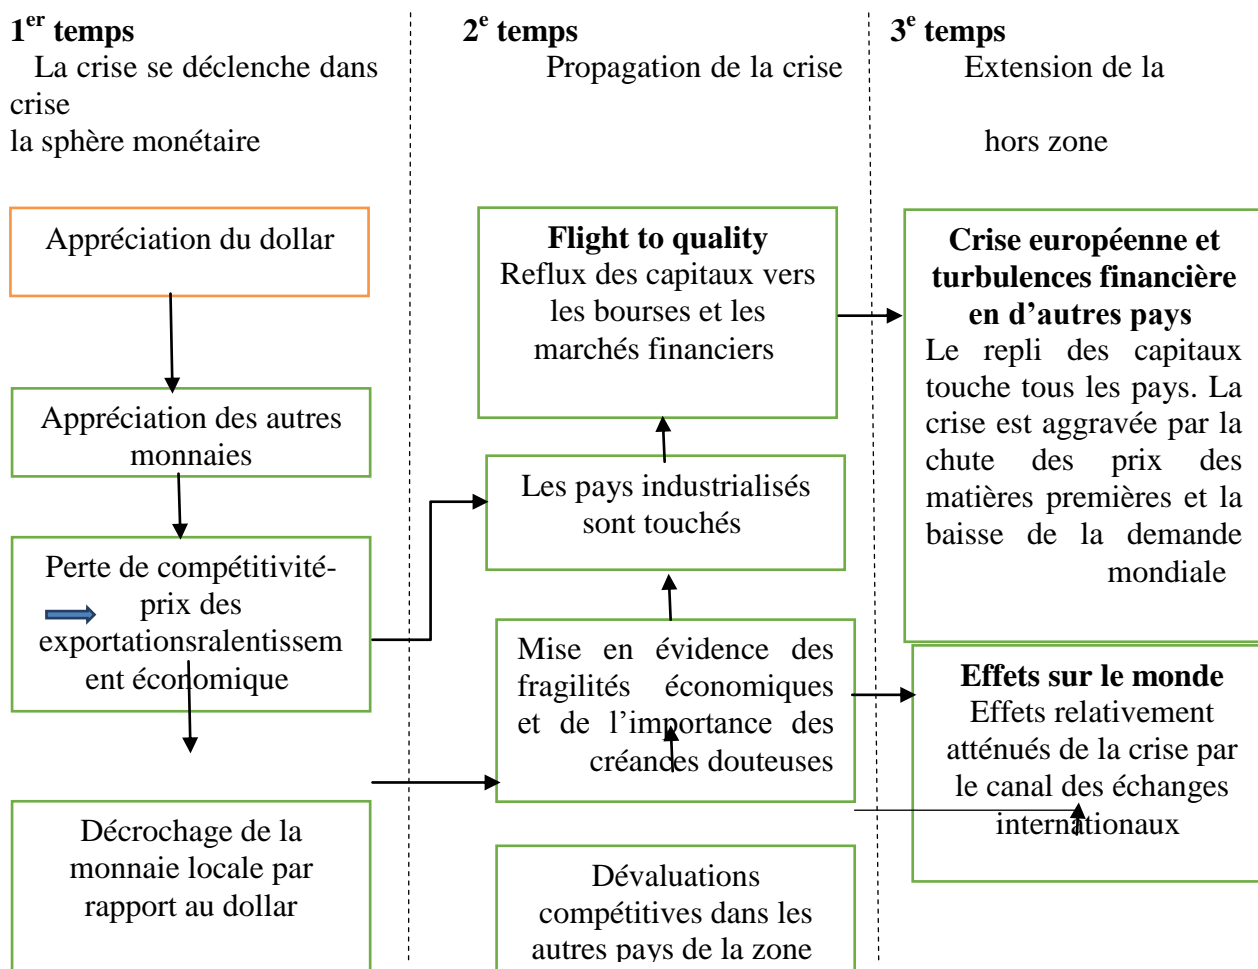 1er temps
La crise se déclenche dans
crise
la sphère monétaire
2e temps
Propagation de la crise
3e temps
Extension de la
hors zone
Appréciation du dollar
Appréciation des autres
monnaies
Perte de compétitivité-
prix des
exportationsralentissem
ent économique
Décrochage de la
monnaie locale par
rapport au dollar
Flight to quality
Reflux des capitaux vers
les bourses et les
marchés financiers
Les pays industrialisés
sont touchés
Mise en évidence des
fragilités économiques
et de l’importance des
créances douteuses
Dévaluations
compétitives dans les
autres pays de la zone
Crise européenne et
turbulences financière
en d’autres pays
Le repli des capitaux
touche tous les pays. La
crise est aggravée par la
chute des prix des
matières premières et la
baisse de la demande
mondiale
Effets sur le monde
Effets relativement
atténués de la crise par
le canal des échanges
internationaux